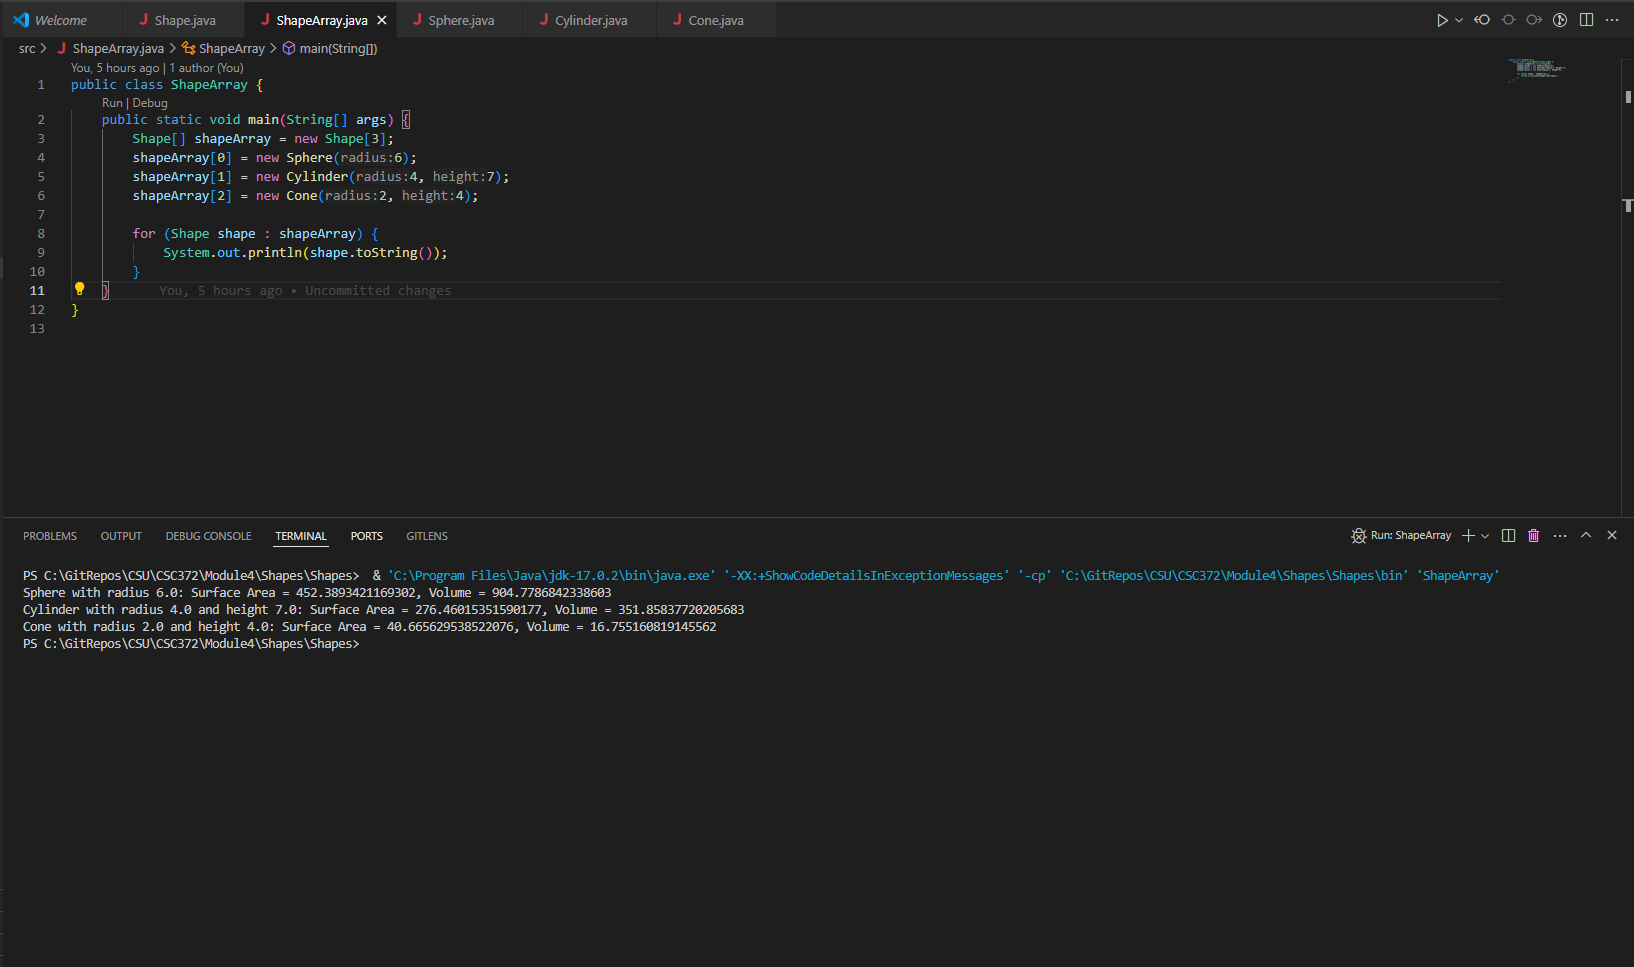 Welcome Shape.java ShapeArray.java Sphere.java Cylinder.java Cone.java
src > ShapeArray.java > ShapeArray > main(String[])
You, 5 hours ago | 1 author (You)
1 public class ShapeArray {
Run | Debug
2 public static void main(String[] args) {
3 Shape[] shapeArray = new Shape[3];
4 shapeArray[0] = new Sphere(radius:6);
5 shapeArray[1] = new Cylinder(radius:4, height:7);
6 shapeArray[2] = new Cone(radius:2, height:4);
7
8 for (Shape shape : shapeArray) {
9 System.out.println(shape.toString());
10 }
11 } You, 5 hours ago • Uncommitted changes
12 }
13
PROBLEMS OUTPUT DEBUG CONSOLE TERMINAL PORTS GITLENS Run: ShapeArray
PS C:\GitRepos\CSU\CSC372\Module4\Shapes\Shapes> & 'C:\Program Files\Java\jdk-17.0.2\bin\java.exe' '-XX:+ShowCodeDetailsInExceptionMessages' '-cp' 'C:\GitRepos\CSU\CSC372\Module4\Shapes\Shapes\bin' 'ShapeArray'
Sphere with radius 6.0: Surface Area = 452.3893421169302, Volume = 904.7786842338603
Cylinder with radius 4.0 and height 7.0: Surface Area = 276.46015351590177, Volume = 351.85837720205683
Cone with radius 2.0 and height 4.0: Surface Area = 40.665629538522076, Volume = 16.755160819145562
PS C:\GitRepos\CSU\CSC372\Module4\Shapes\Shapes>